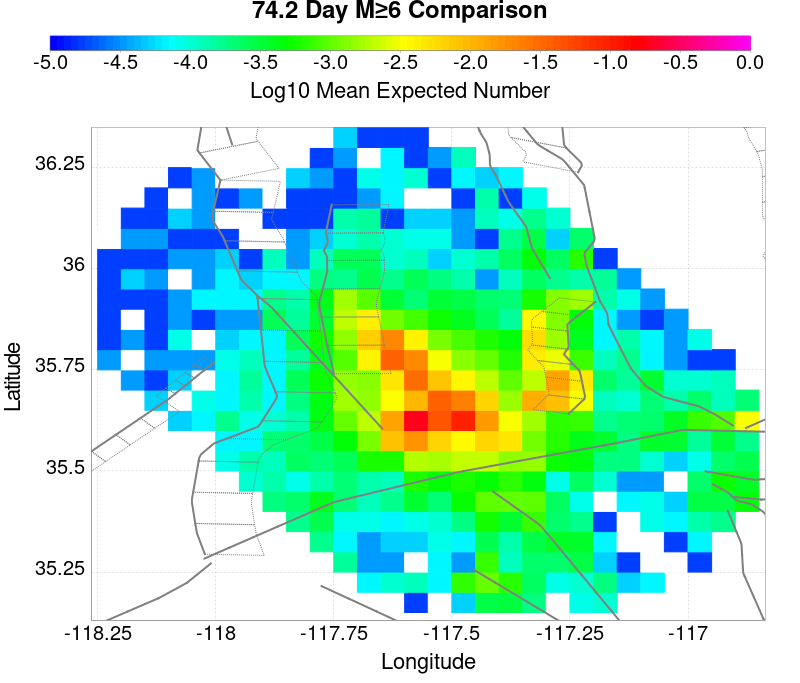 74.2 Day M≥6 Comparison
-5.0 -4.5 -4.0 -3.5 -3.0 -2.5 -2.0 -1.5 -1.0 -0.5 0.0
Log10 Mean Expected Number
36.25
36
35.75
35.5
35.25
Latitude
-118.25 -118 -117.75 -117.5 -117.25 -117
Longitude